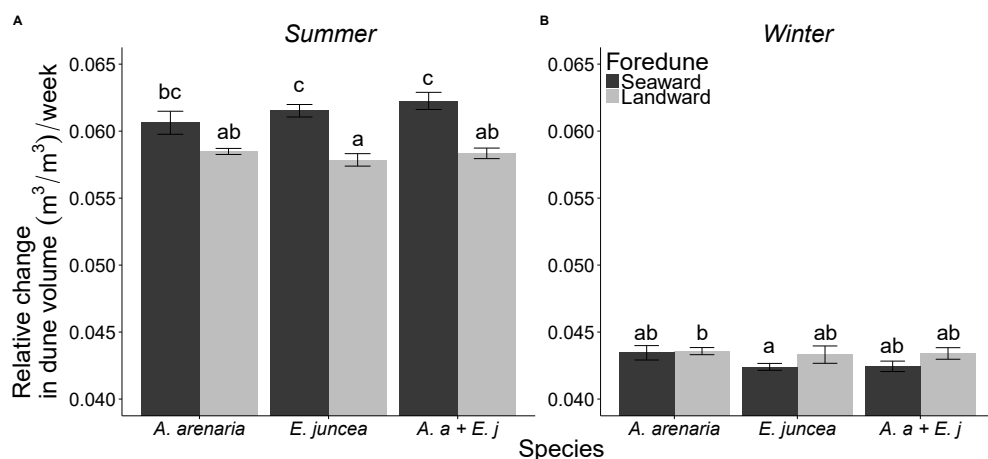 A
Summer
B
Winter
Relative change
in dune volume (m³/m³)/week
0.065
0.060
0.055
0.050
0.045
0.040
bc
ab
c
a
c
ab
A. arenaria
E. juncea
A. a + E. j
0.065
0.060
0.055
0.050
0.045
0.040
Foredune
Seaward
Landward
ab
b
a
ab
ab
ab
A. arenaria
E. juncea
A. a + E. j
Species